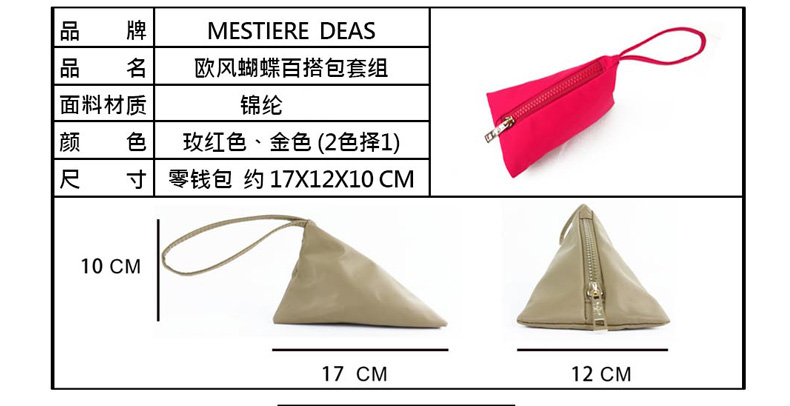 品 牌 MESTIERE DEAS
品 名 欧风蝴蝶百搭包套组
面料材质 锦纶
颜 色 玫红色、金色 (2色择1)
尺 寸 零钱包 约 17X12X10 CM
10 CM
17 CM
12 CM